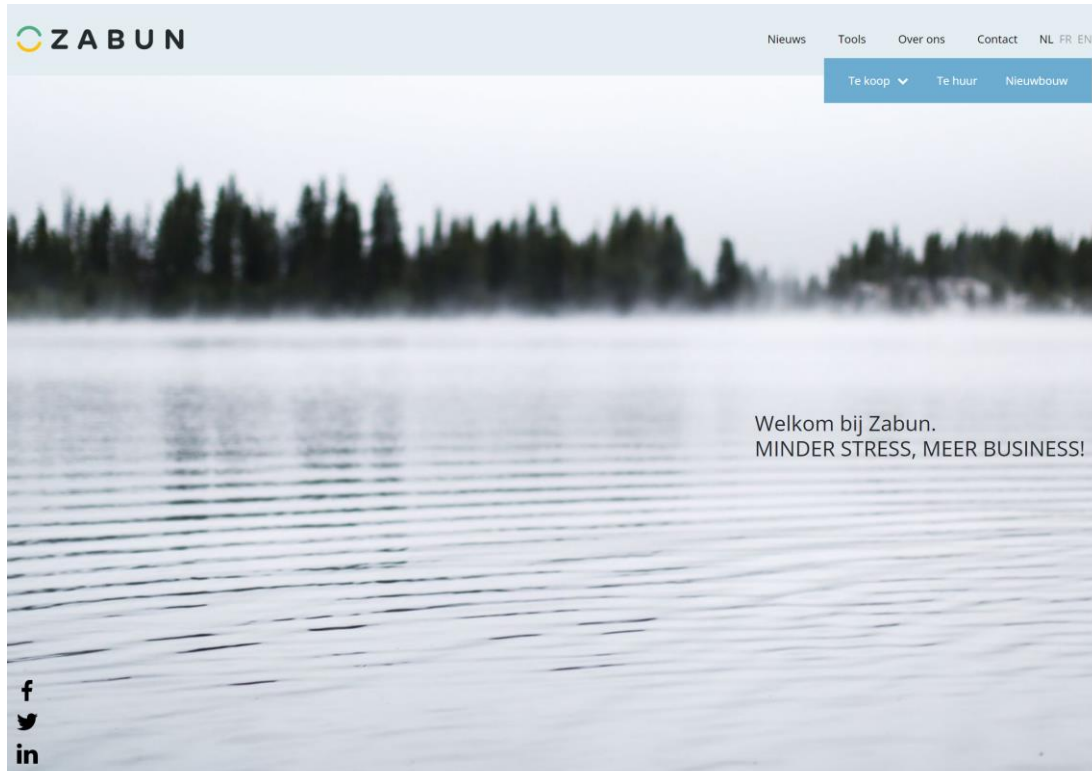 ZABUN
Nieuws Tools Over ons Contact NL FR EN
Te koop Te huur Nieuwbouw
Welkom bij Zabun.
MINDER STRESS, MEER BUSINESS!